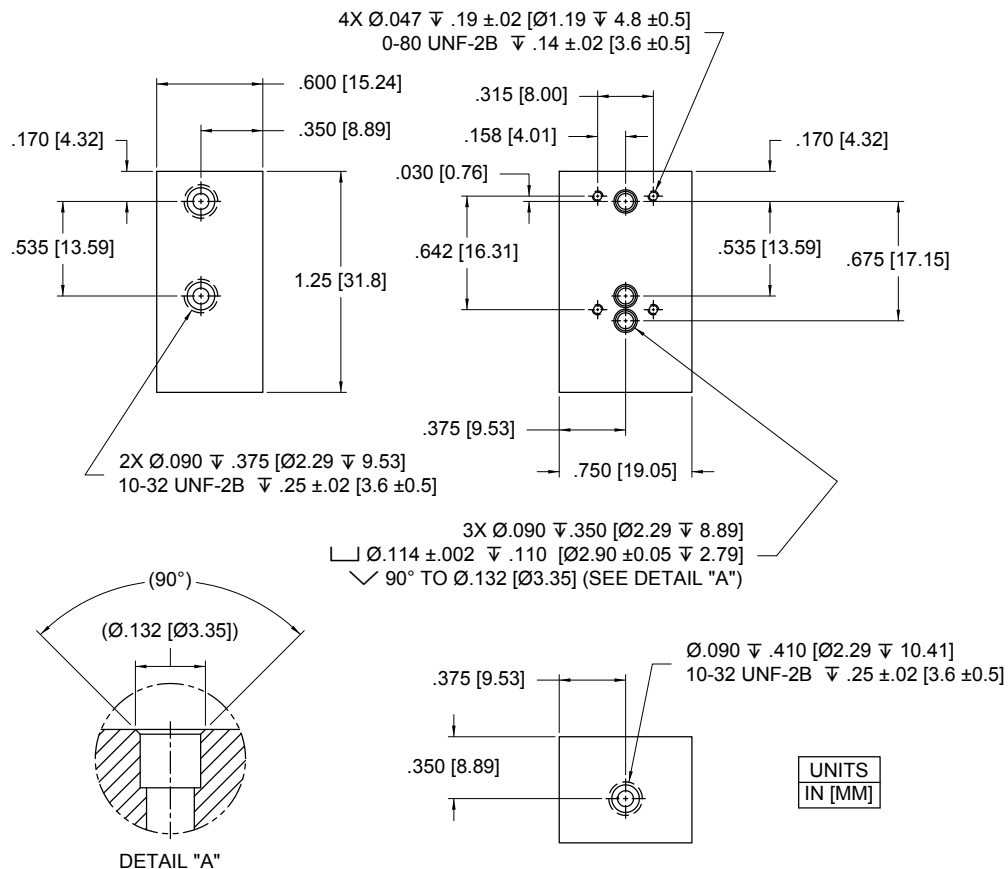 4X Ø.047 ↧ .19 ±.02 [Ø1.19 ↧ 4.8 ±0.5]
0-80 UNF-2B ↧ .14 ±.02 [3.6 ±0.5]
.600 [15.24]
.350 [8.89]
.170 [4.32]
.535 [13.59]
1.25 [31.8]
2X Ø.090 ↧ .375 [Ø2.29 ↧ 9.53]
10-32 UNF-2B ↧ .25 ±.02 [3.6 ±0.5]
.315 [8.00]
.158 [4.01]
.030 [0.76]
.642 [16.31]
.170 [4.32]
.535 [13.59]
.675 [17.15]
.375 [9.53]
.750 [19.05]
3X Ø.090 ↧.350 [Ø2.29 ↧ 8.89]
⌴ Ø.114 ±.002 ↧ .110 [Ø2.90 ±0.05 ↧ 2.79]
⌵ 90° TO Ø.132 [Ø3.35] (SEE DETAIL "A")
(90°)
(Ø.132 [Ø3.35])
DETAIL "A"
Ø.090 ↧ .410 [Ø2.29 ↧ 10.41]
10-32 UNF-2B ↧ .25 ±.02 [3.6 ±0.5]
.375 [9.53]
.350 [8.89]
UNITS
IN [MM]